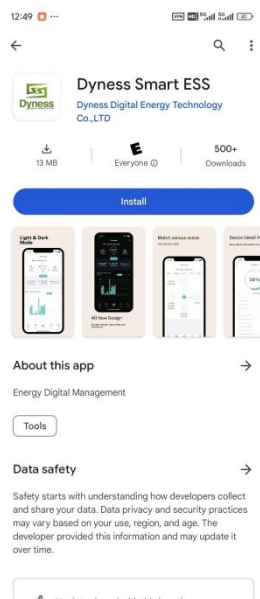 12:49
Dyness Smart ESS
Dyness
Dyness Digital Energy Technology
Co.,LTD
13 MB
E
Everyone
500+
Downloads
Install
Light & Dark
Mode
All New Design
Match various scene
About this app
Energy Digital Management
Tools
Data safety
Safety starts with understanding how developers collect
and share your data. Data privacy and security practices
may vary based on your use, region, and age. The
developer provided this information and may update it
over time.